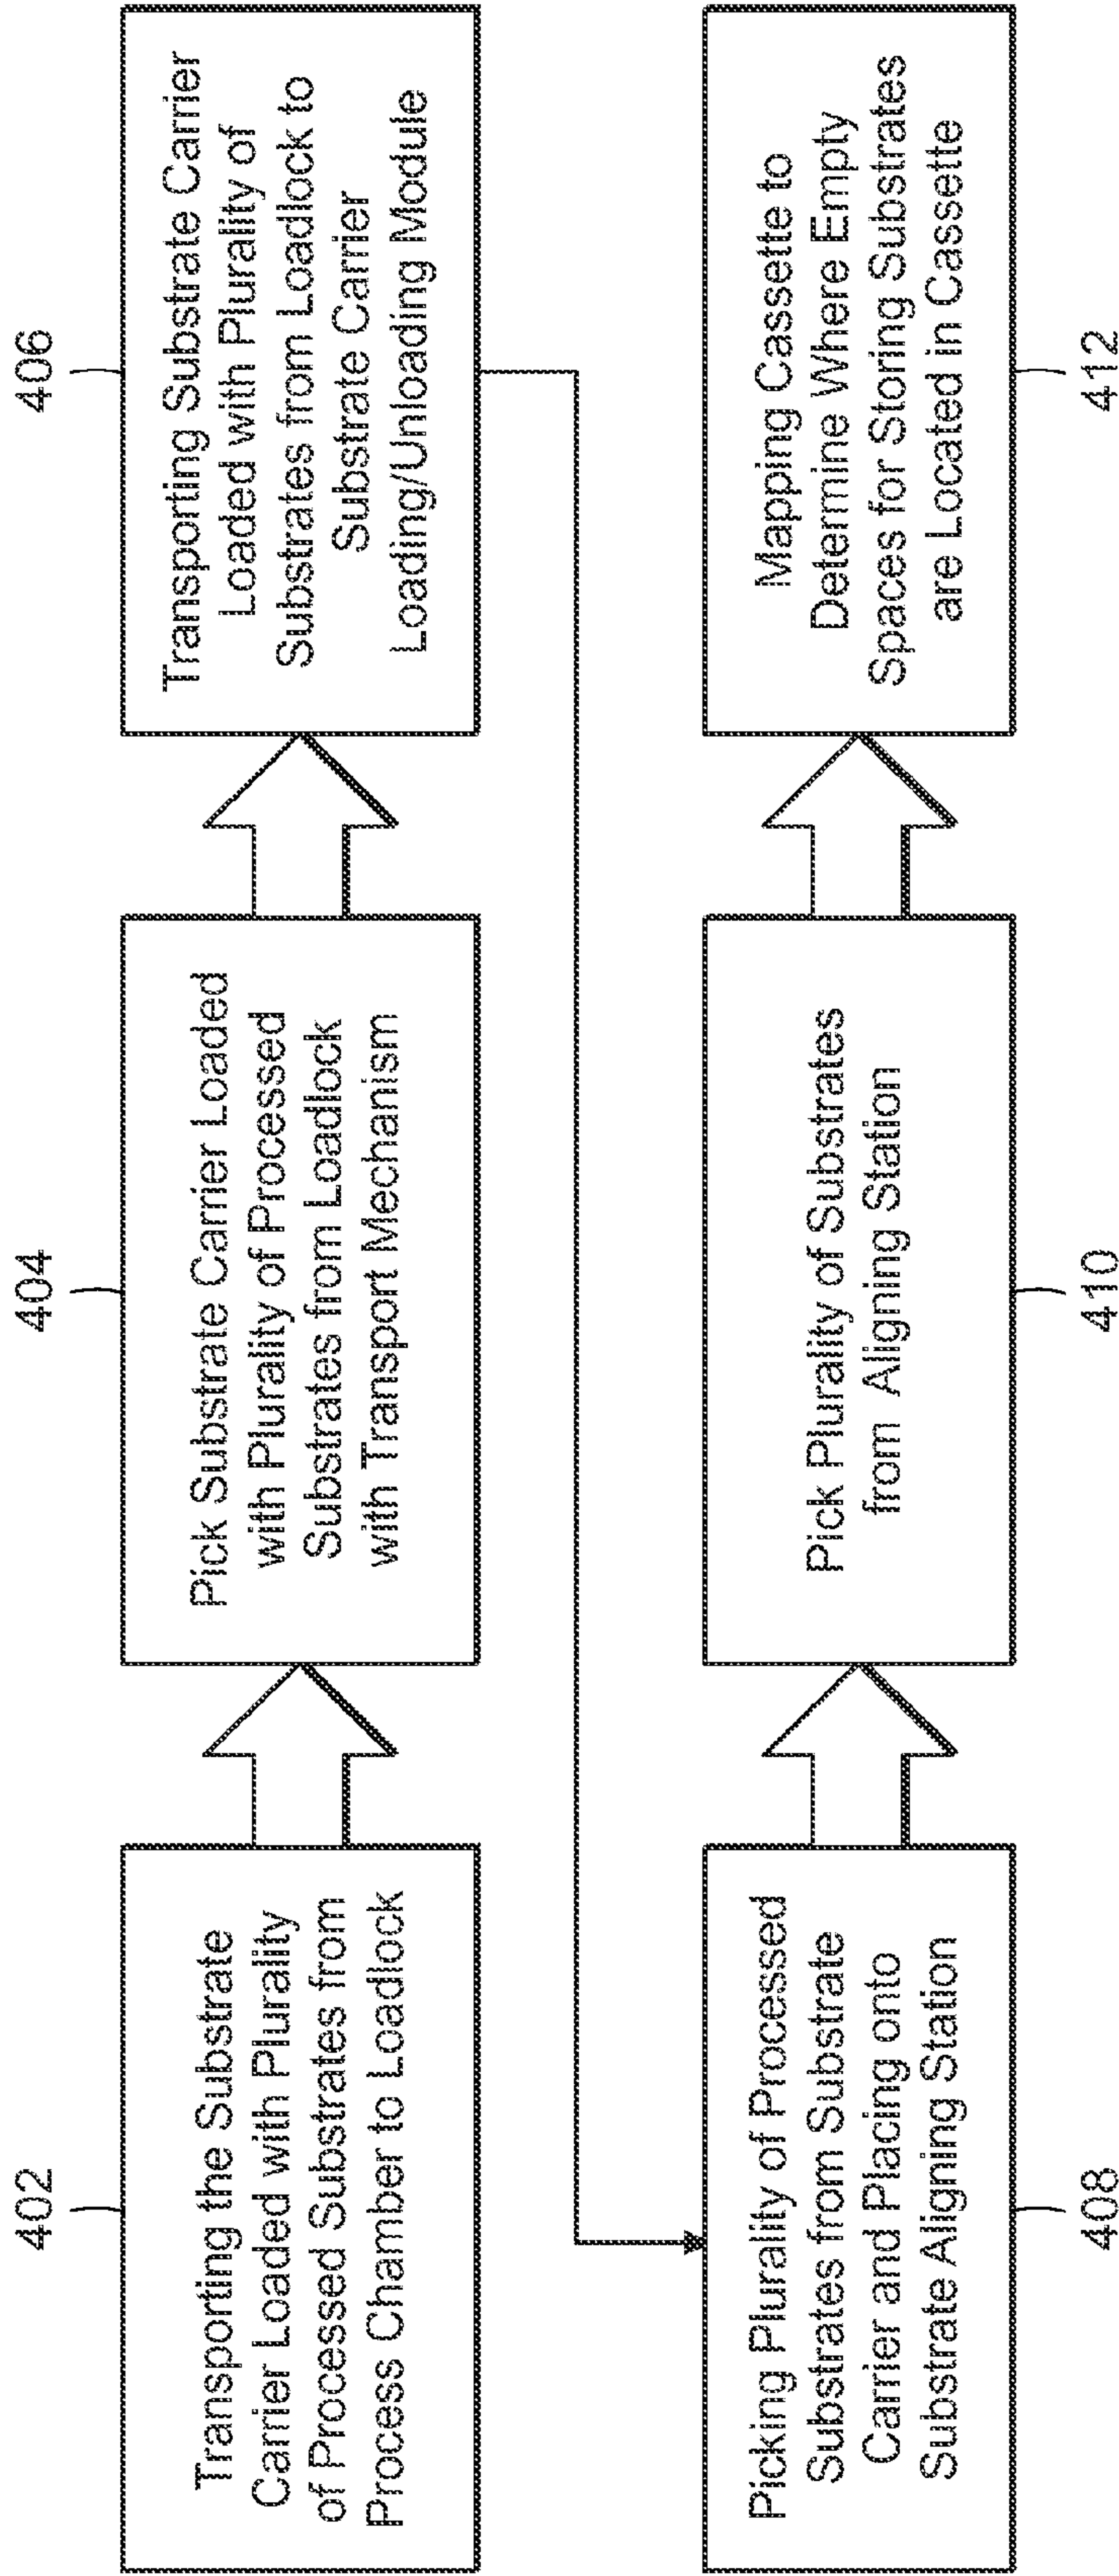 402
Transporting the Substrate
Carrier Loaded with Plurality
of Processed Substrates from
Process Chamber to Loadlock
404
Pick Substrate Carrier Loaded
with Plurality of Processed
Substrates from Loadlock
with Transport Mechanism
406
Transporting Substrate Carrier
Loaded with Plurality of
Substrates from Loadlock to
Substrate Carrier
Loading/Unloading Module
Picking Plurality of Processed
Substrates from Substrate
Carrier and Placing onto
Substrate Aligning Station
408
Pick Plurality of Substrates
from Aligning Station
410
Mapping Cassette to
Determine Where Empty
Spaces for Storing Substrates
are Located in Cassette
412